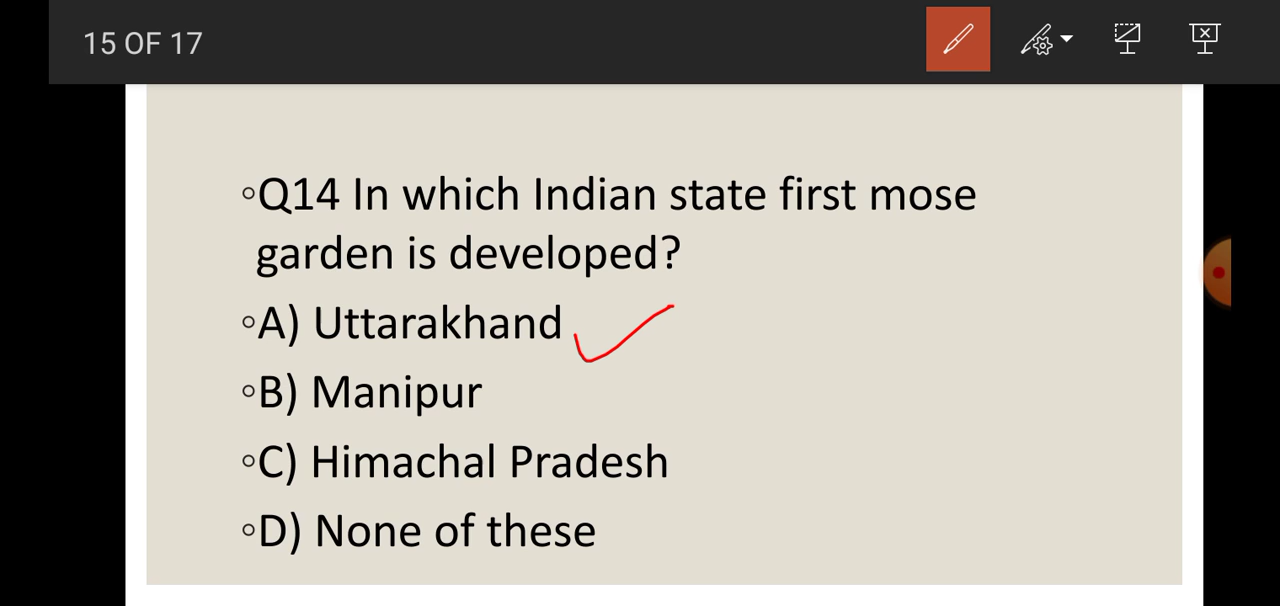 15 OF 17
◦Q14 In which Indian state first mose
garden is developed?
◦A) Uttarakhand
◦B) Manipur
◦C) Himachal Pradesh
◦D) None of these